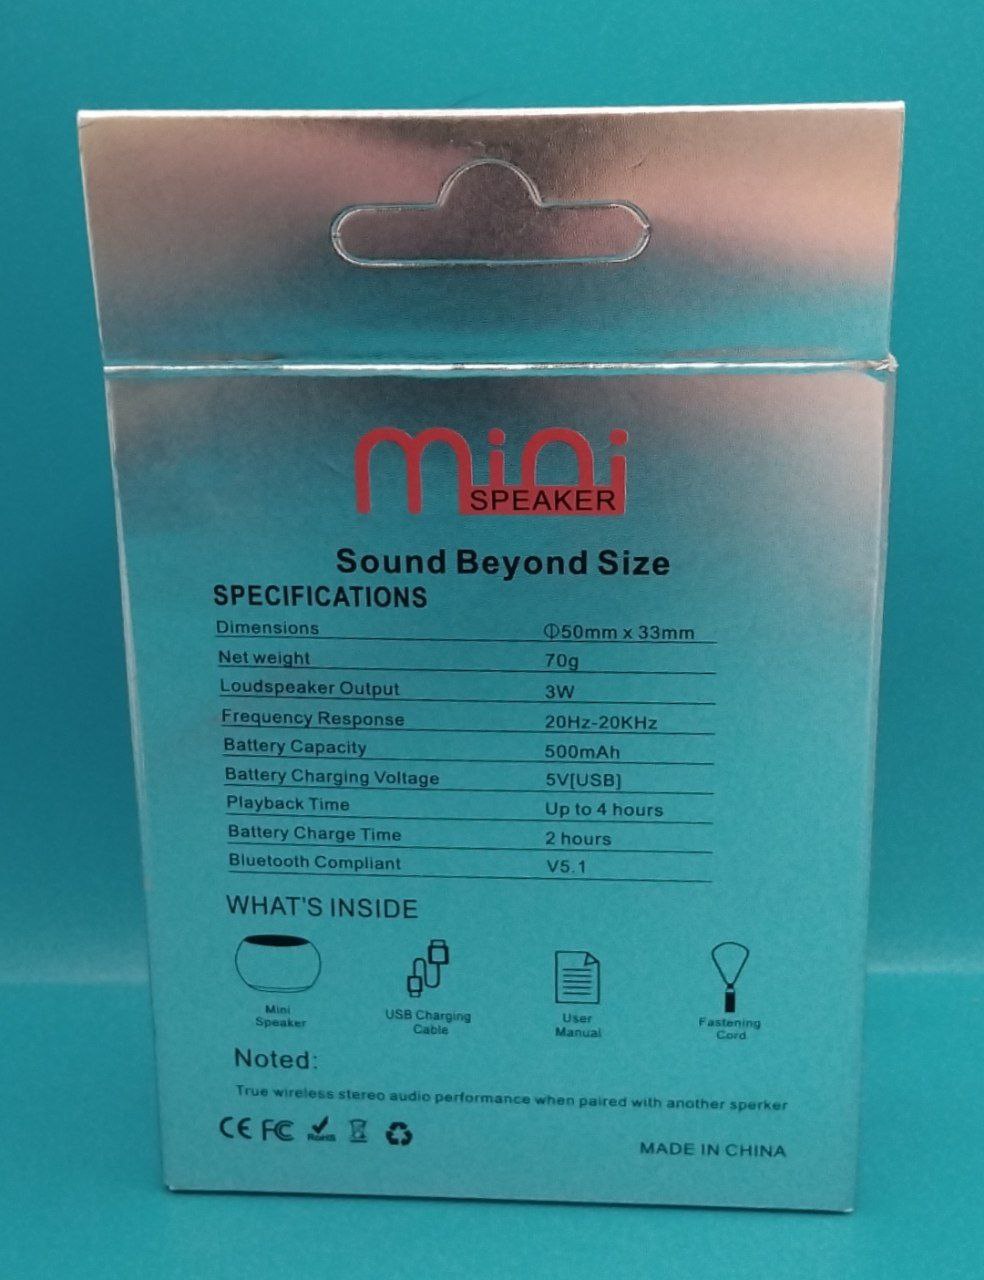 mini
SPEAKER
Sound Beyond Size
SPECIFICATIONS
Dimensions Φ50mm x 33mm
Net weight 70g
Loudspeaker Output 3W
Frequency Response 20Hz-20KHz
Battery Capacity 500mAh
Battery Charging Voltage 5V[USB]
Playback Time Up to 4 hours
Battery Charge Time 2 hours
Bluetooth Compliant V5.1
WHAT'S INSIDE
Mini
Speaker
USB Charging
Cable
User
Manual
Fastening
Cord
Noted:
True wireless stereo audio performance when paired with another sperker
CE FC RoHS
MADE IN CHINA